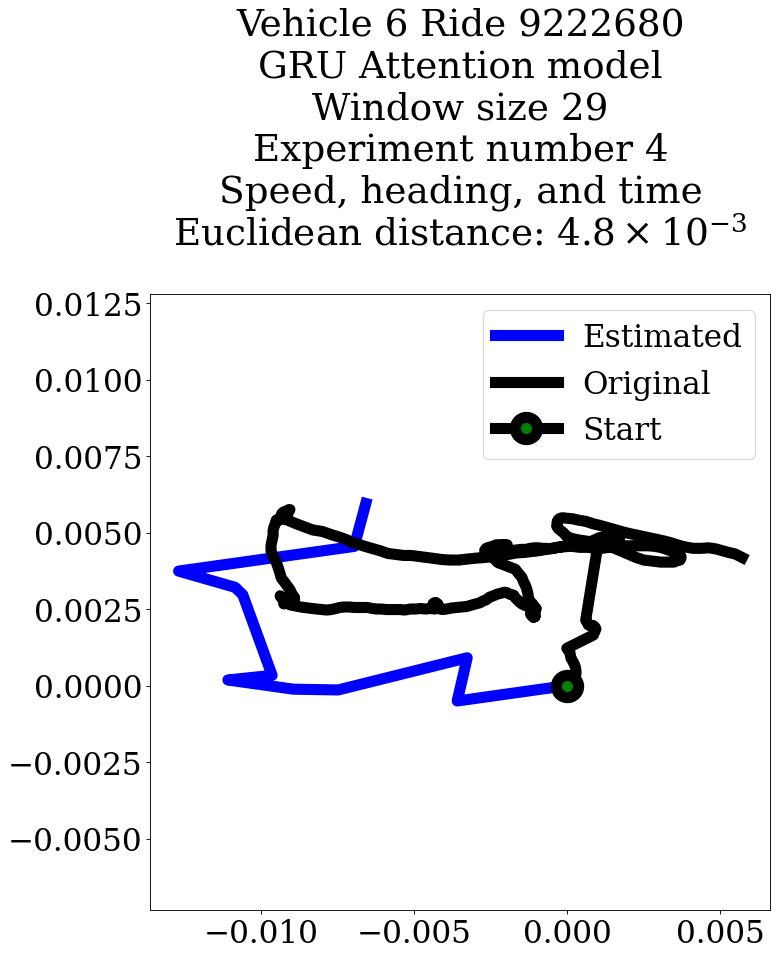 Vehicle 6 Ride 9222680
GRU Attention model
Window size 29
Experiment number 4
Speed, heading, and time
Euclidean distance: 4.8 × 10⁻³
0.0125
0.0100
0.0075
0.0050
0.0025
0.0000
−0.0025
−0.0050
Estimated
Original
Start
−0.010 −0.005 0.000 0.005